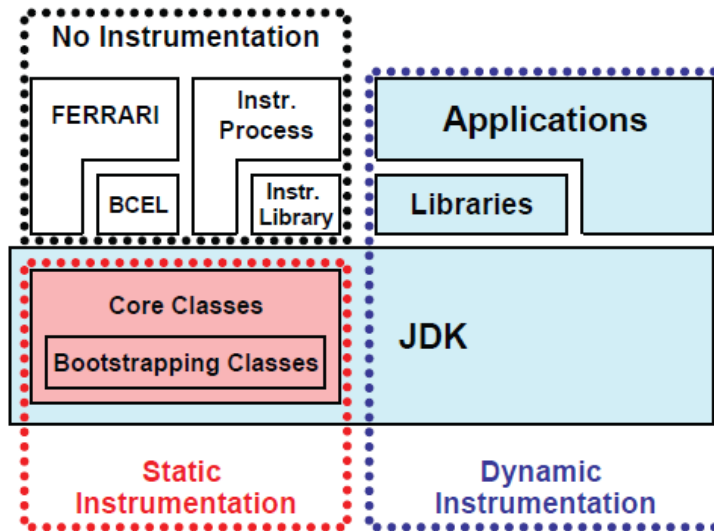 No Instrumentation
FERRARI
BCEL
Instr.
Process
Instr.
Library
Applications
Libraries
Core Classes
Bootstrapping Classes
JDK
Static
Instrumentation
Dynamic
Instrumentation